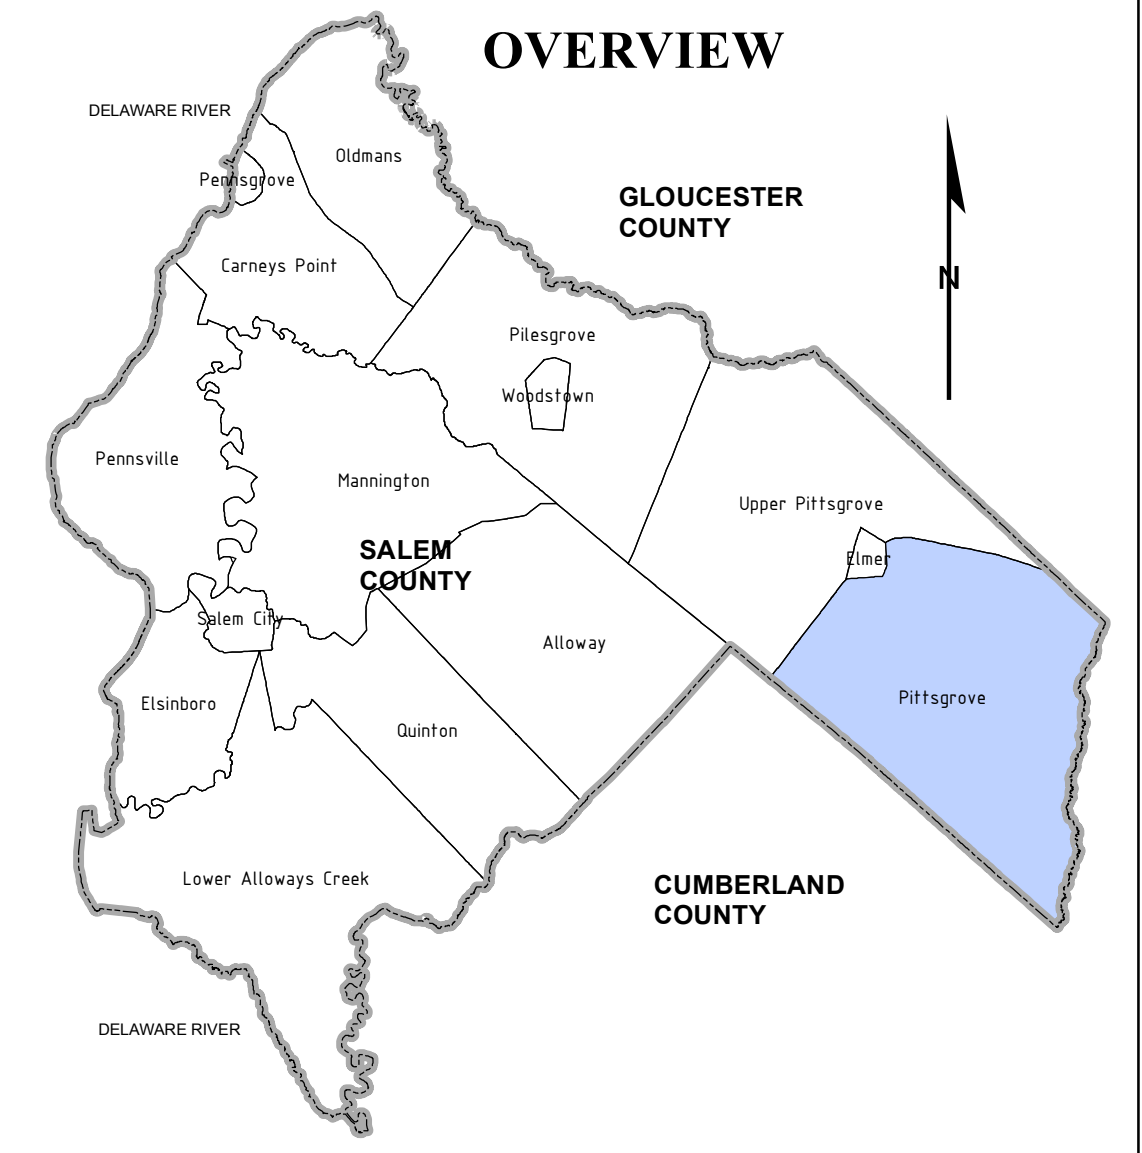 OVERVIEW
DELAWARE RIVER
Oldmans
Pennsgrove
GLOUCESTER
COUNTY
Carneys Point
N
Pilesgrove
Woodstown
Pennsville
Mannington
Upper Pittsgrove
SALEM
COUNTY
Elmer
Salem City
Alloway
Elsinboro
Pittsgrove
Quinton
Lower Alloways Creek
CUMBERLAND
COUNTY
DELAWARE RIVER